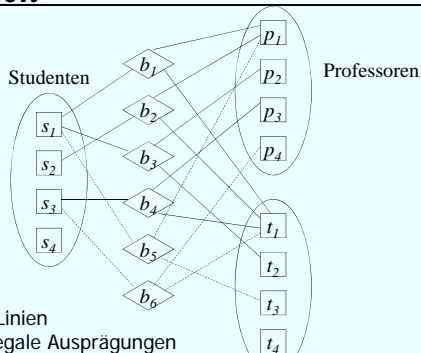 Studenten
Professoren
s1
s2
s3
s4
b1
b2
b3
b4
b5
b6
p1
p2
p3
p4
t1
t2
t3
t4
Linien
egale Ausprägungen